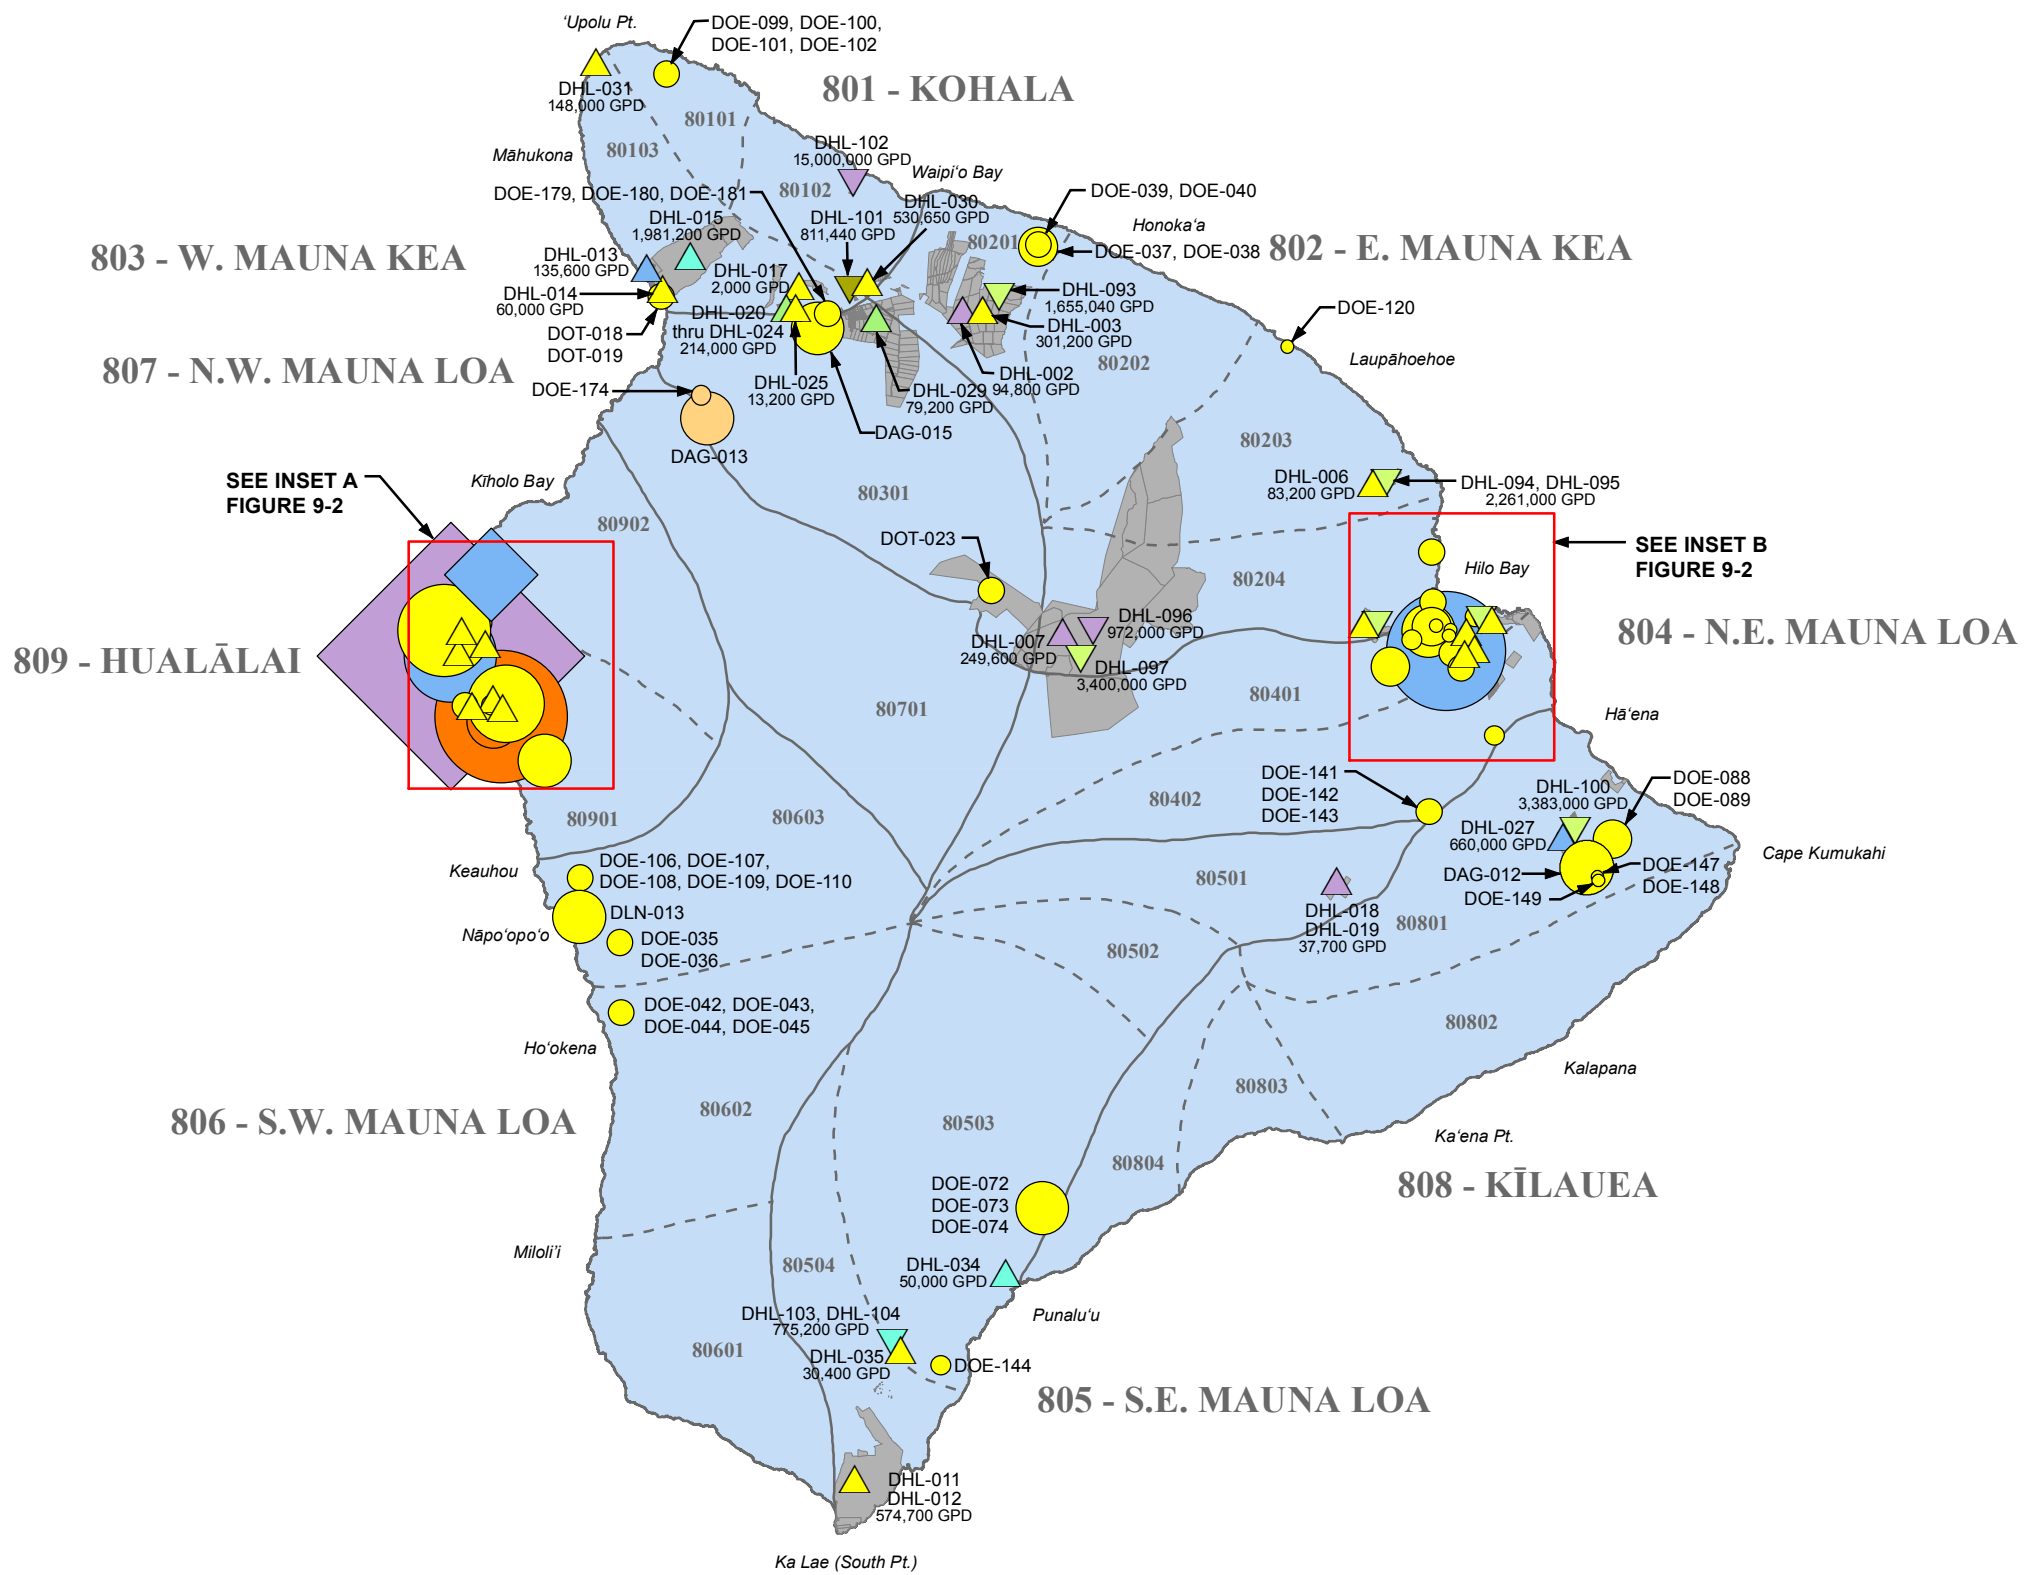 ʻUpolu Pt.
DOE-099, DOE-100,
DOE-101, DOE-102
801 - KOHALA
DHL-031
148,000 GPD
80101
80103
Māhukona
DHL-102
15,000,000 GPD
80102
Waipiʻo Bay
DOE-179, DOE-180, DOE-181
DHL-030
530,650 GPD
DOE-039, DOE-040
Honokaʻa
DHL-015
1,981,200 GPD
DHL-101
811,440 GPD
80201
DOE-037, DOE-038
802 - E. MAUNA KEA
803 - W. MAUNA KEA
DHL-013
135,600 GPD
DHL-017
2,000 GPD
DHL-014
60,000 GPD
DHL-020
thru DHL-024
214,000 GPD
DHL-093
1,655,040 GPD
DHL-003
301,200 GPD
DOE-120
DOT-018
DOT-019
80202
Laupāhoehoe
807 - N.W. MAUNA LOA
DHL-002
94,800 GPD
DOE-174
DHL-025
13,200 GPD
DHL-029
79,200 GPD
DAG-015
DAG-013
80203
SEE INSET A
FIGURE 9-2
Kīholo Bay
80301
DHL-006
83,200 GPD
DHL-094, DHL-095
2,261,000 GPD
80902
DOT-023
SEE INSET B
FIGURE 9-2
Hilo Bay
80204
DHL-096
972,000 GPD
DHL-007
249,600 GPD
804 - N.E. MAUNA LOA
809 - HUALĀLAI
DHL-097
3,400,000 GPD
80401
80701
Hāʻena
DOE-141
DOE-142
DOE-143
DOE-088
DOE-089
DHL-100
3,383,000 GPD
80402
80901
80603
DHL-027
660,000 GPD
Cape Kumukahi
Keauhou
DOE-106, DOE-107,
DOE-108, DOE-109, DOE-110
80501
DAG-012
DOE-147
DOE-148
DOE-149
DLN-013
DHL-018
DHL-019
37,700 GPD
80801
Nāpoʻopoʻo
DOE-035
DOE-036
80502
DOE-042, DOE-043,
DOE-044, DOE-045
80802
Hoʻokena
Kalapana
80803
80602
806 - S.W. MAUNA LOA
80503
Kaʻena Pt.
80804
808 - KĪLAUEA
DOE-072
DOE-073
DOE-074
Miloliʻi
80504
DHL-034
50,000 GPD
DHL-103, DHL-104
775,200 GPD
Punaluʻu
80601
DHL-035
30,400 GPD
DOE-144
805 - S.E. MAUNA LOA
DHL-011
DHL-012
574,700 GPD
Ka Lae (South Pt.)